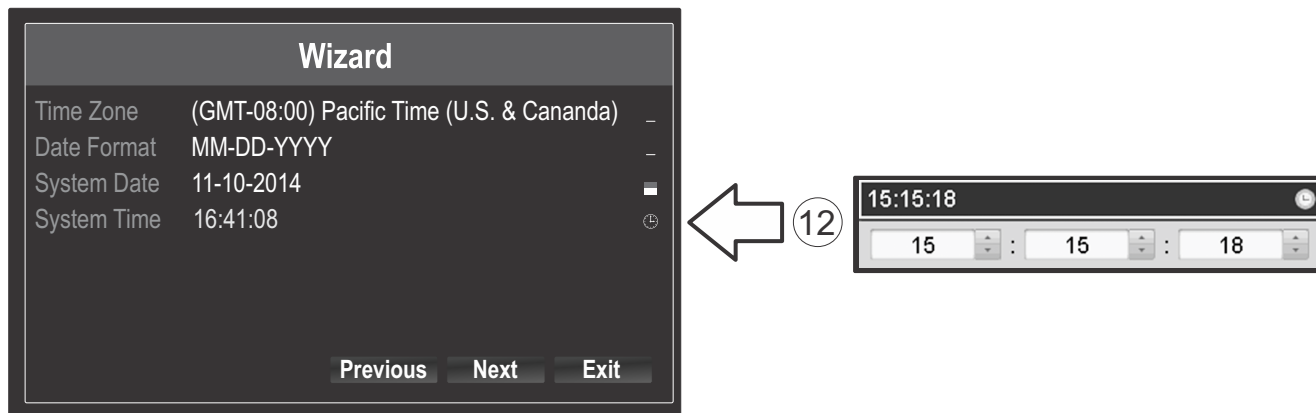 Wizard
Time Zone (GMT-08:00) Pacific Time (U.S. & Cananda)
Date Format MM-DD-YYYY
System Date 11-10-2014
System Time 16:41:08
Previous Next Exit
12
15:15:18
15 : 15 : 18